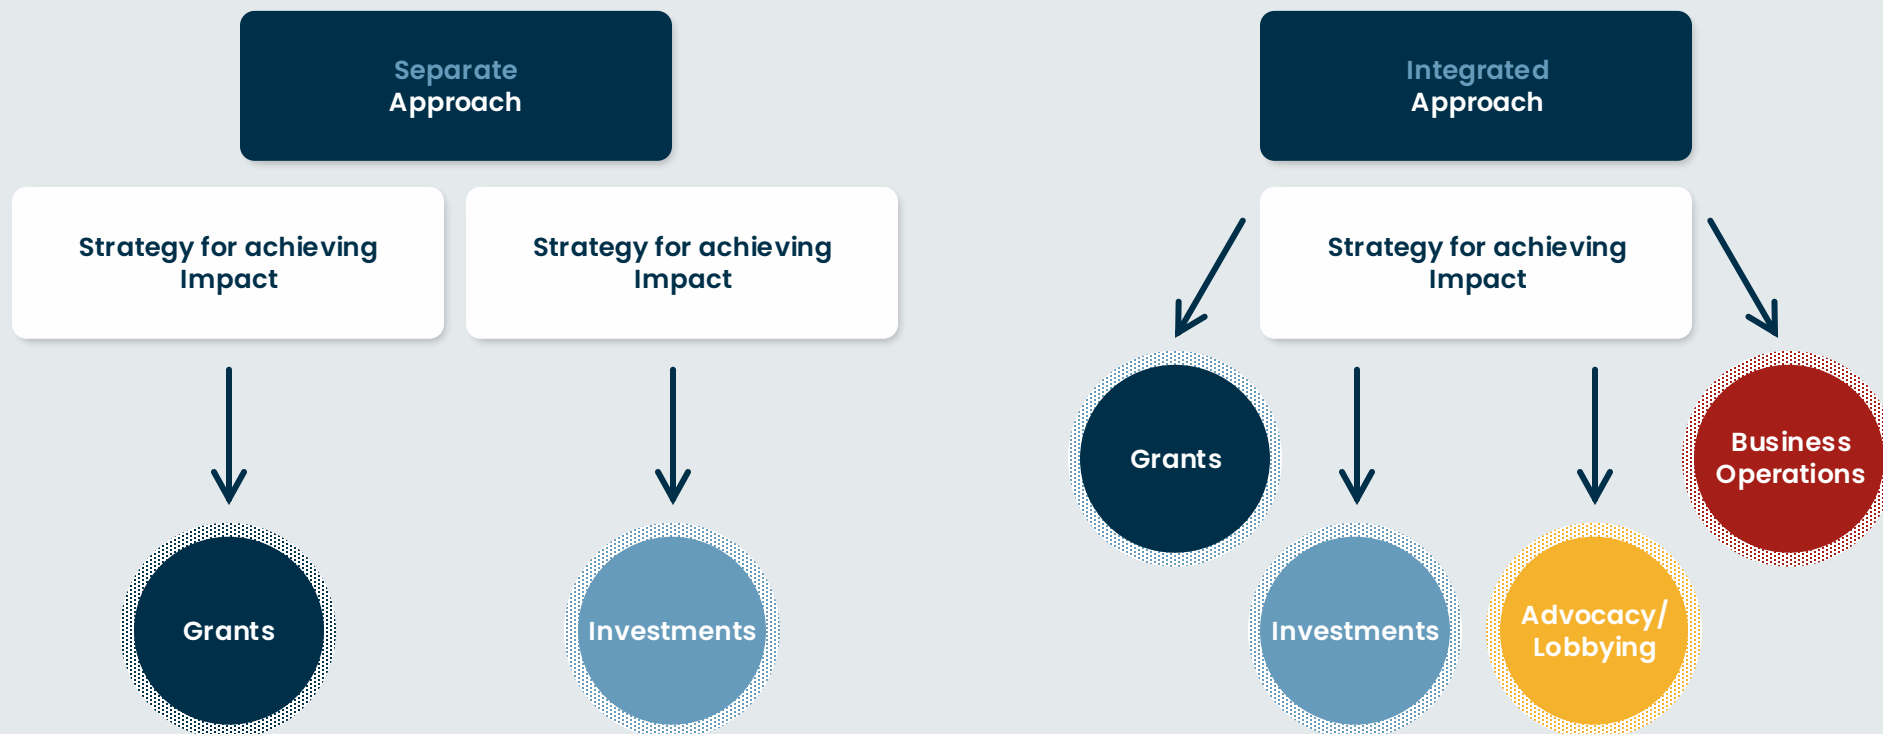 Separate
Approach
Strategy for achieving
Impact
Strategy for achieving
Impact
Grants
Investments
Integrated
Approach
Strategy for achieving
Impact
Grants
Investments
Advocacy/
Lobbying
Business
Operations